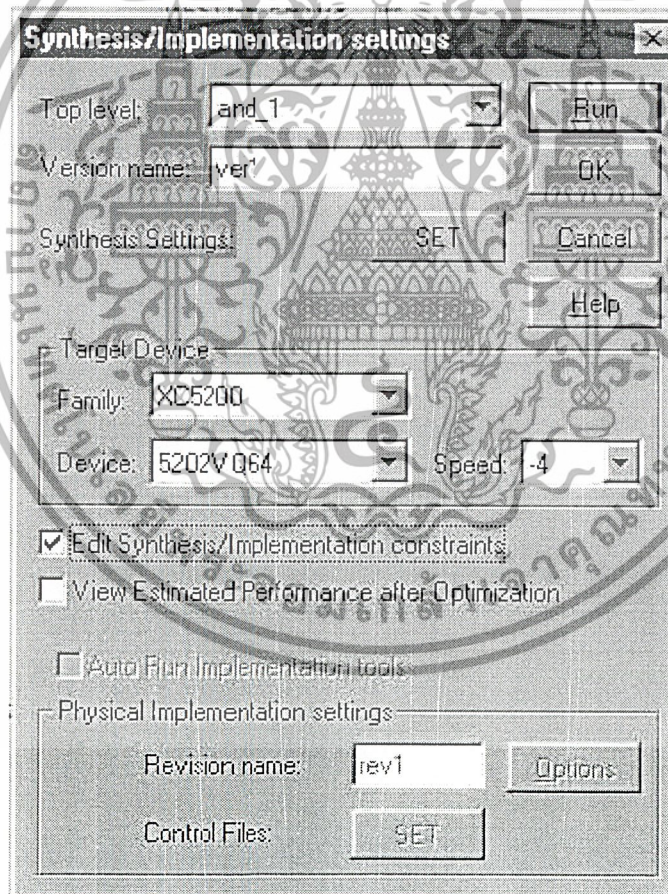 Synthesis/Implementation settings
Top level: and_1 Run
Version name: ver1 OK
Synthesis Settings: SET Cancel
Help
Target Device
Family: XC5200
Device: 5202VQ64 Speed: -4
Edit Synthesis/Implementation constraints
View Estimated Performance after Optimization
Auto Run Implementation tools
Physical Implementation settings
Revision name: rev1 Options
Control Files: SET